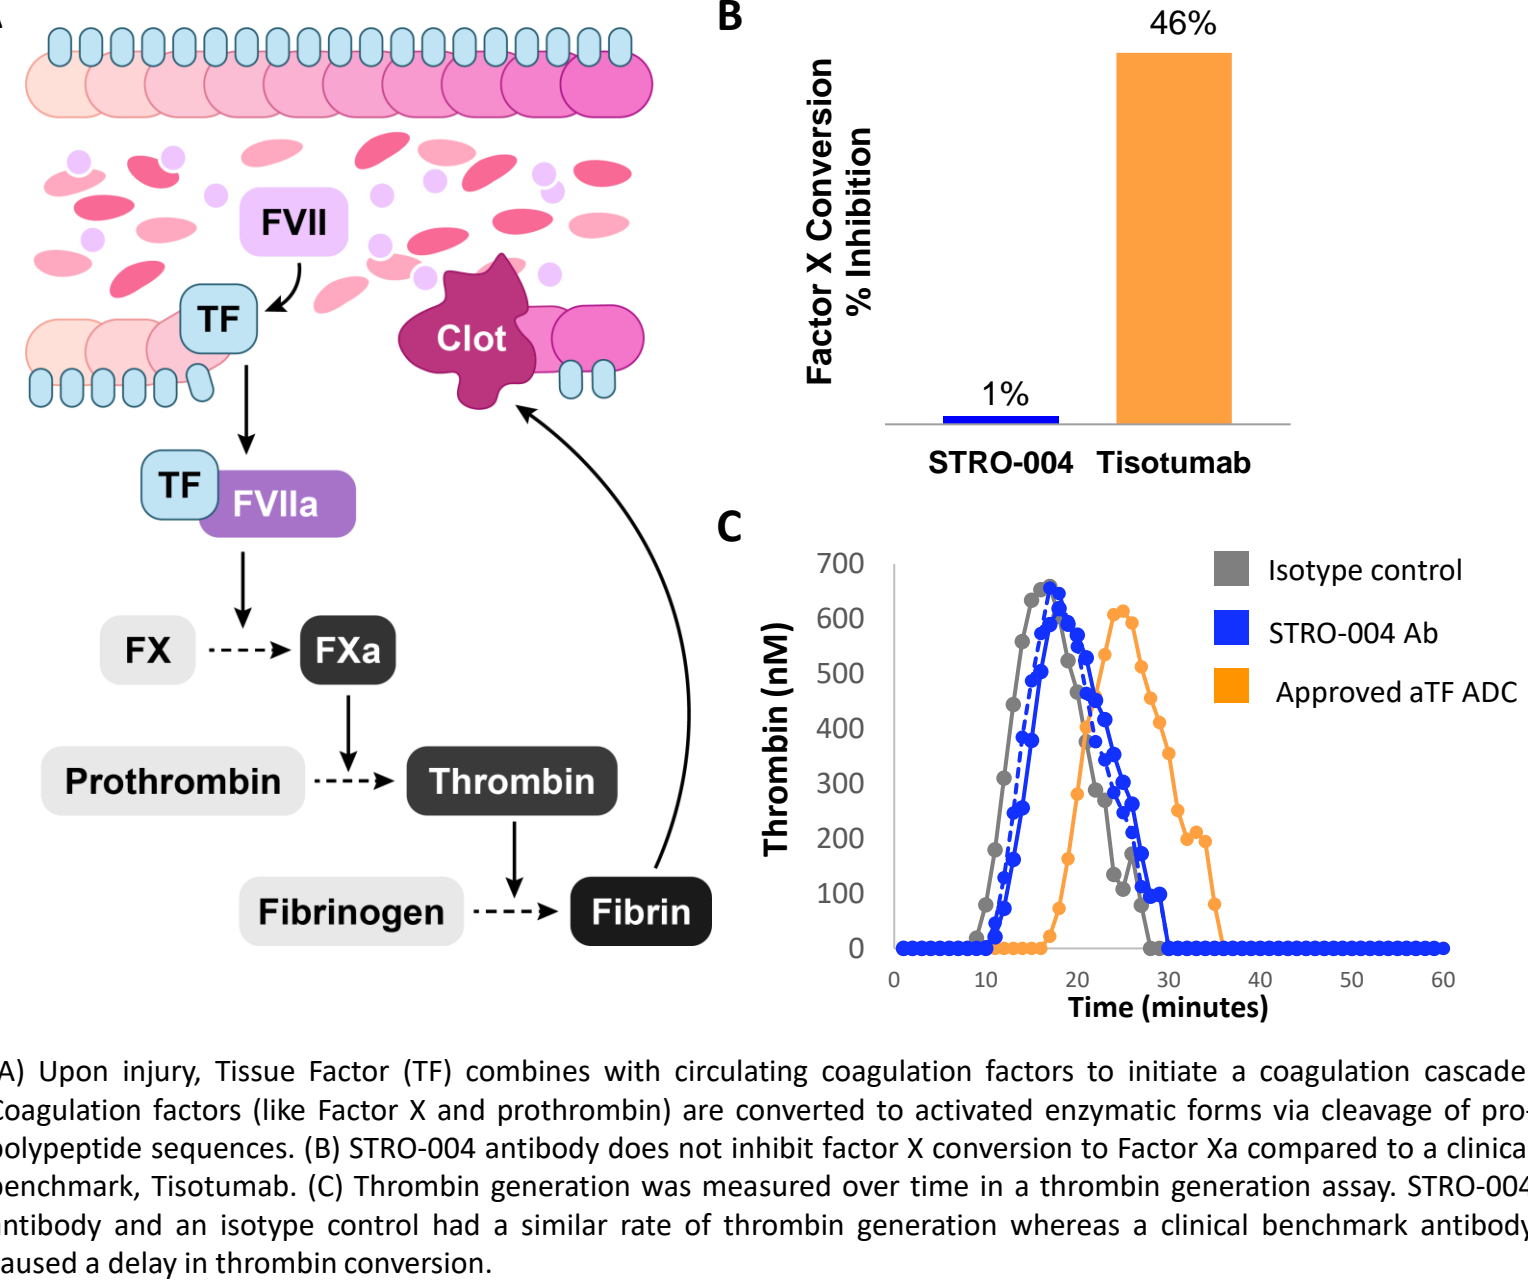 FVII
TF
Clot
TF
FVIIa
FX
FXa
Prothrombin
Thrombin
Fibrinogen
Fibrin
B
46%
1%
Factor X Conversion
% Inhibition
STRO-004
Tisotumab
C
700
600
500
400
300
200
100
0
Thrombin (nM)
0 10 20 30 40 50 60
Time (minutes)
Isotype control
STRO-004 Ab
Approved aTF ADC
A) Upon injury, Tissue Factor (TF) combines with circulating coagulation factors to initiate a coagulation cascade
Coagulation factors (like Factor X and prothrombin) are converted to activated enzymatic forms via cleavage of pro-
polypeptide sequences. (B) STRO-004 antibody does not inhibit factor X conversion to Factor Xa compared to a clinica
benchmark, Tisotumab. (C) Thrombin generation was measured over time in a thrombin generation assay. STRO-004
antibody and an isotype control had a similar rate of thrombin generation whereas a clinical benchmark antibody
caused a delay in thrombin conversion.